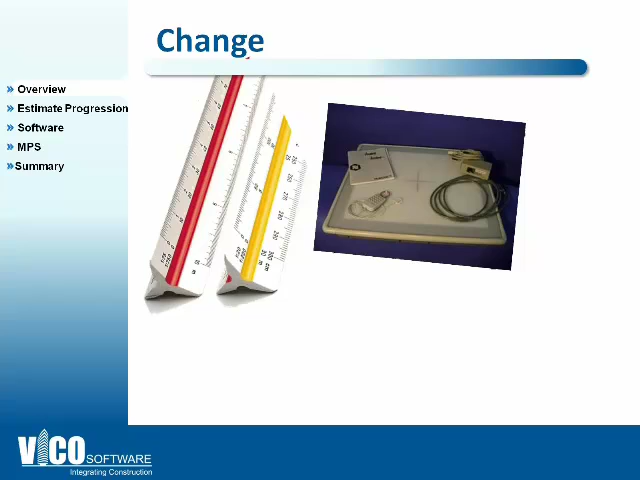 Change
» Overview
» Estimate Progression
» Software
» MPS
»Summary
VICO SOFTWARE
Integrating Construction